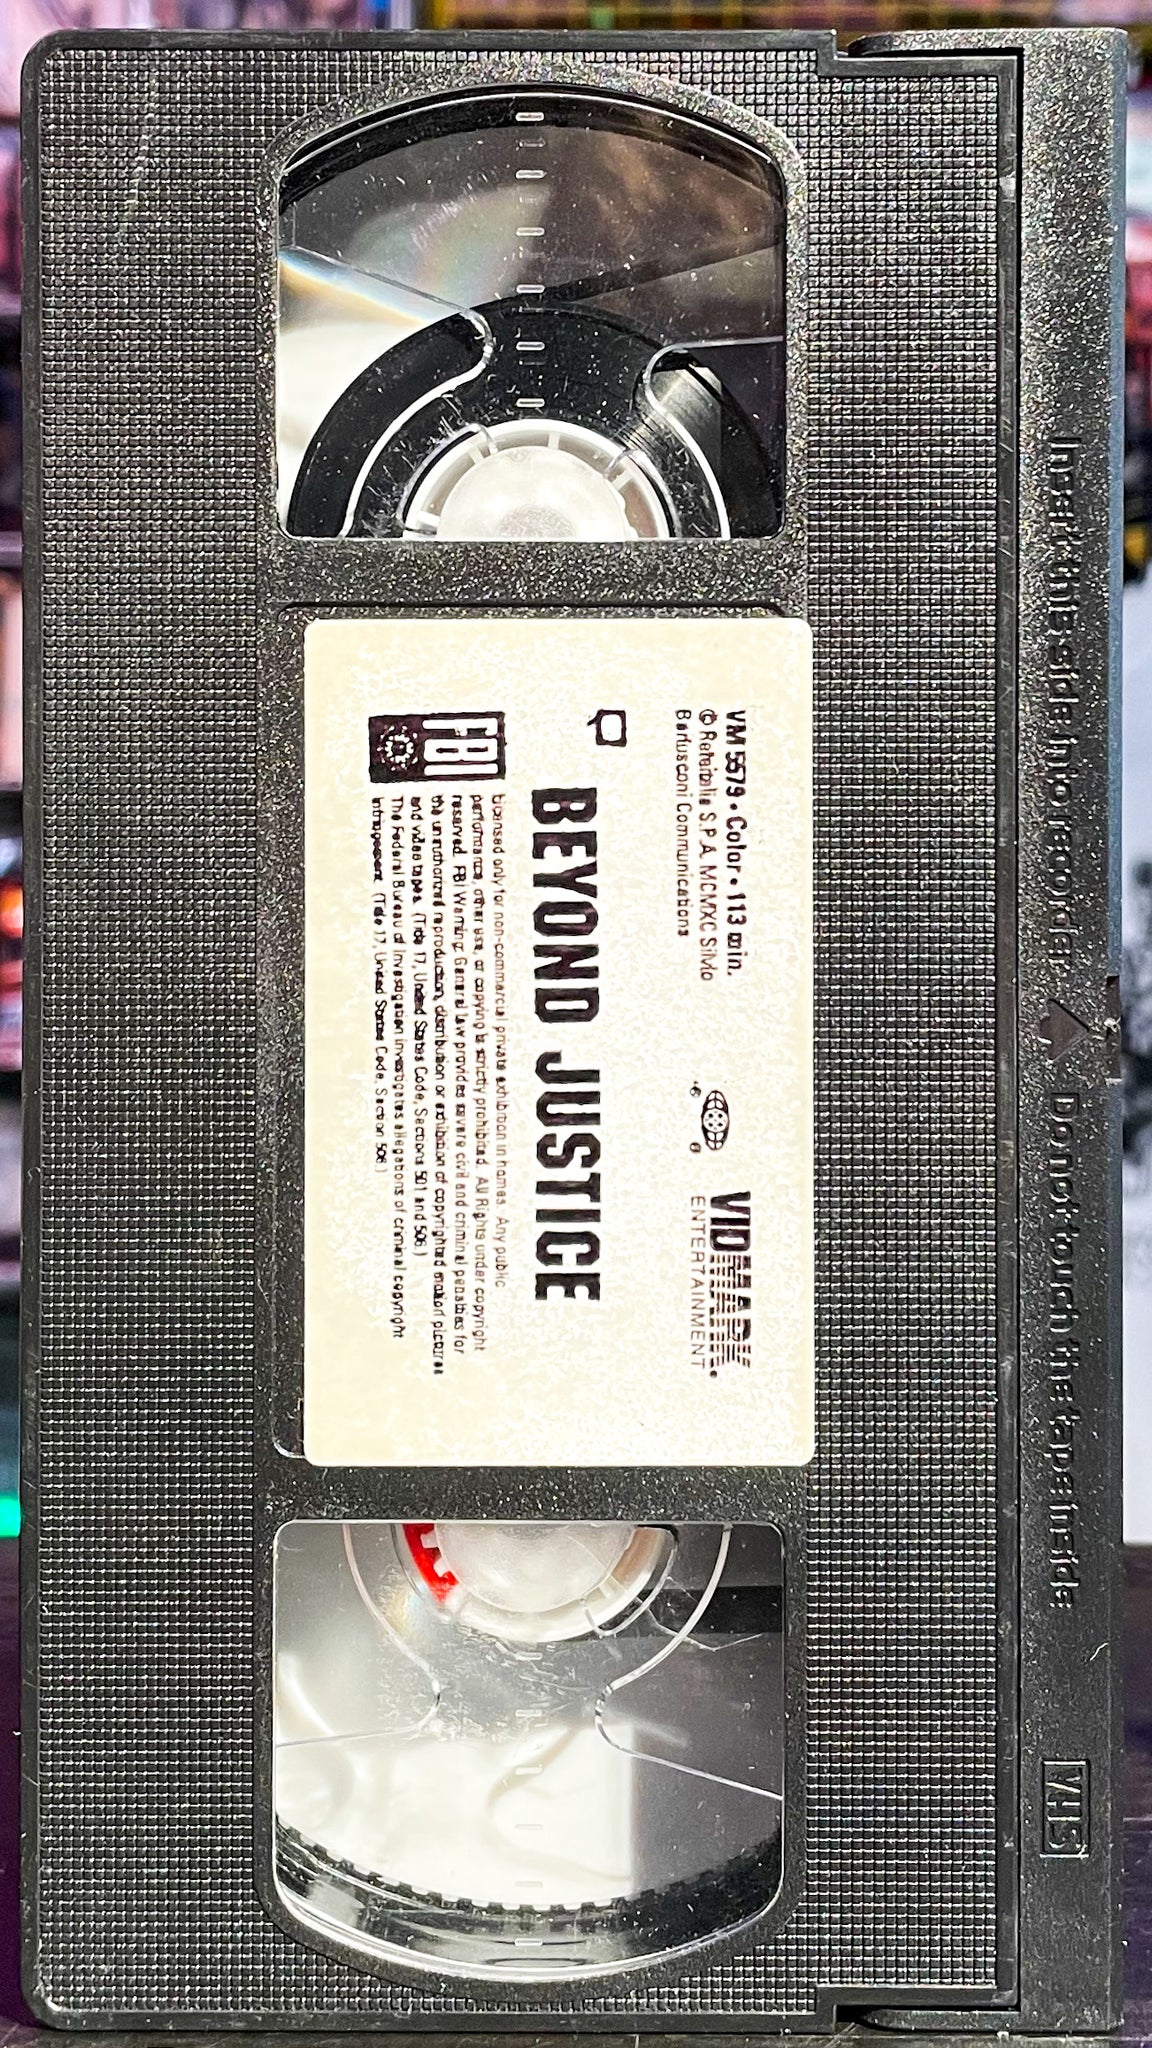 Insert this side into recorder Do not touch the tape inside
VHS
VM 5579 • Color • 113 min.
© Reteitalia S.P.A. MCMXC Silvio
Berlusconi Communications
VIDMARK
ENTERTAINMENT
BEYOND JUSTICE
FBI
Licensed only for non-commercial private exhibition in homes. Any public
performance, other use, or copying is strictly prohibited. All Rights under copyright
reserved. FBI Warning: General law provides severe civil and criminal penalties for
the unauthorized reproduction, distribution or exhibition of copyrighted motion pictures
and video tapes. (Title 17, United States Code, Sections 501 and 506.)
The Federal Bureau of Investigation investigates allegations of criminal copyright
infringement. (Title 17, United States Code, Section 506.)